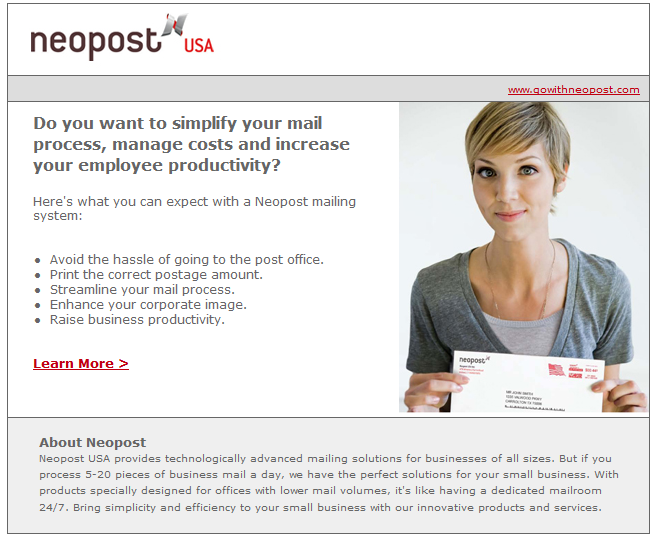 neopost
USA
www.gowithneopost.com
Do you want to simplify your mail
process, manage costs and increase
your employee productivity?
Here's what you can expect with a Neopost mailing
system:
• Avoid the hassle of going to the post office.
• Print the correct postage amount.
• Streamline your mail process.
• Enhance your corporate image.
• Raise business productivity.
Learn More >
neopost
MR JOHN SMITH
CARROLLTON TX
About Neopost
Neopost USA provides technologically advanced mailing solutions for businesses of all sizes. But if you
process 5-20 pieces of business mail a day, we have the perfect solutions for your small business. With
products specially designed for offices with lower mail volumes, it's like having a dedicated mailroom
24/7. Bring simplicity and efficiency to your small business with our innovative products and services.